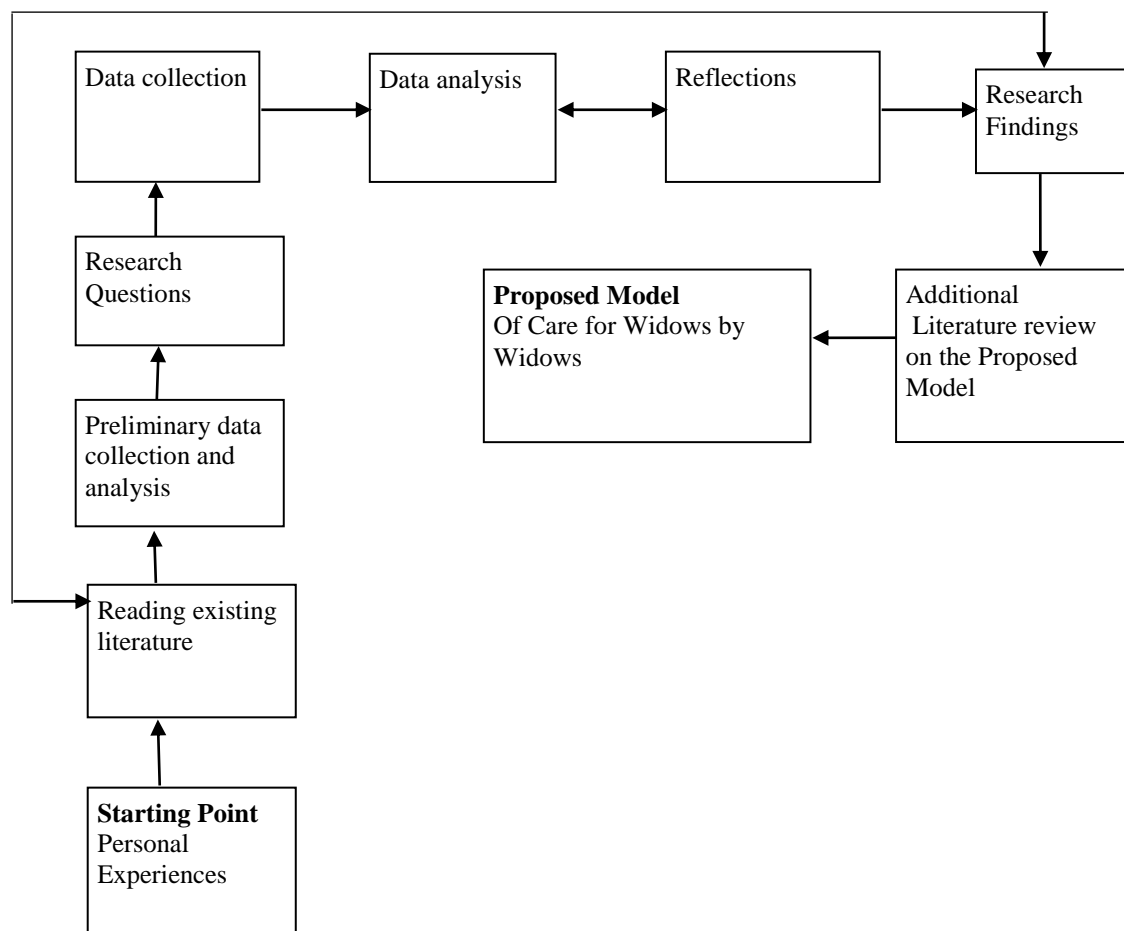 Data collection
Data analysis
Reflections
Research
Findings
Research
Questions
Proposed Model
Of Care for Widows by
Widows
Additional
Literature review
on the Proposed
Model
Preliminary data
collection and
analysis
Reading existing
literature
Starting Point
Personal
Experiences